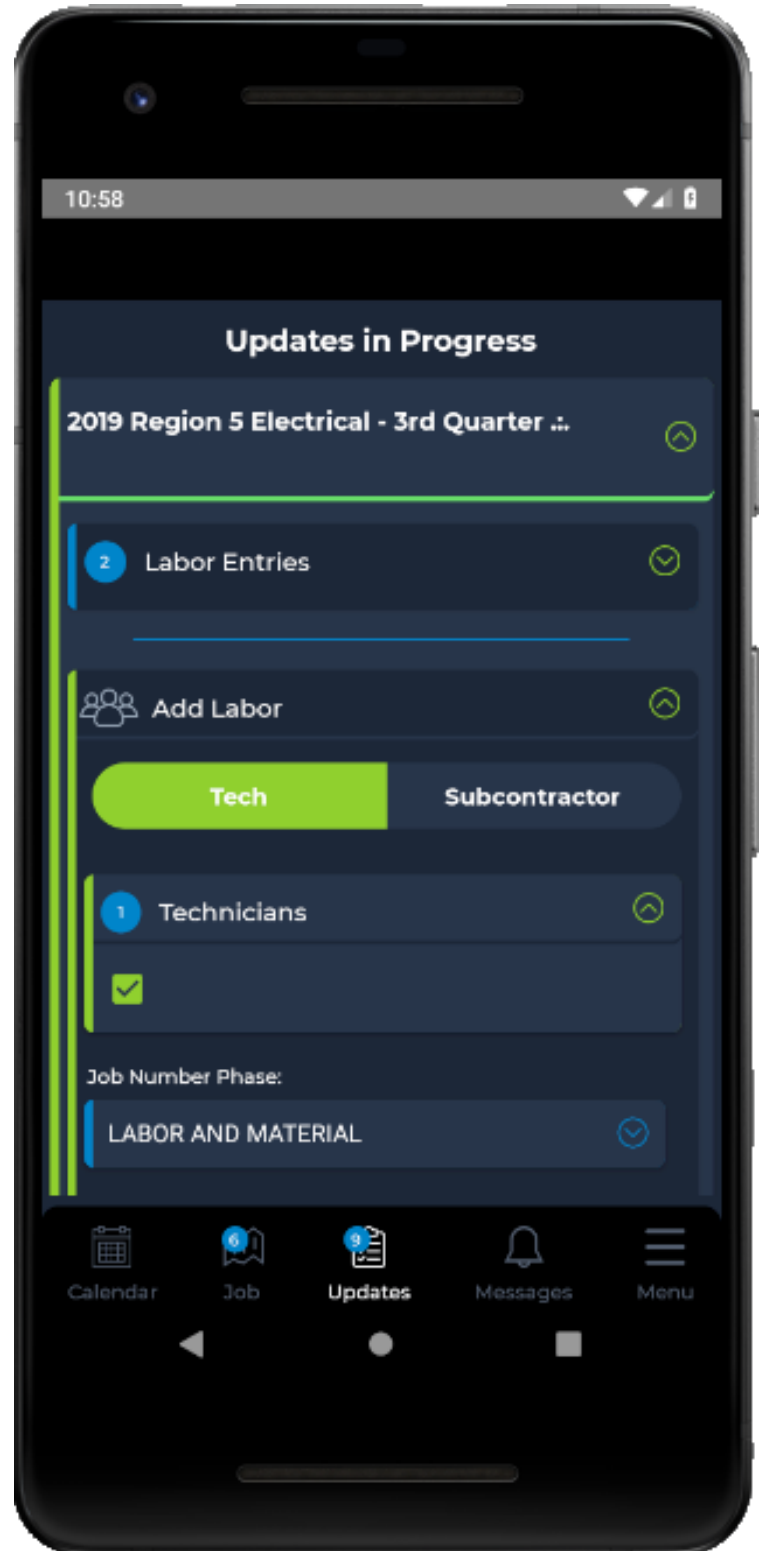 10:58
Updates in Progress
2019 Region 5 Electrical - 3rd Quarter .:.
2 Labor Entries
Add Labor
Tech Subcontractor
1 Technicians
Job Number Phase:
LABOR AND MATERIAL
6 9
Calendar Job Updates Messages Menu